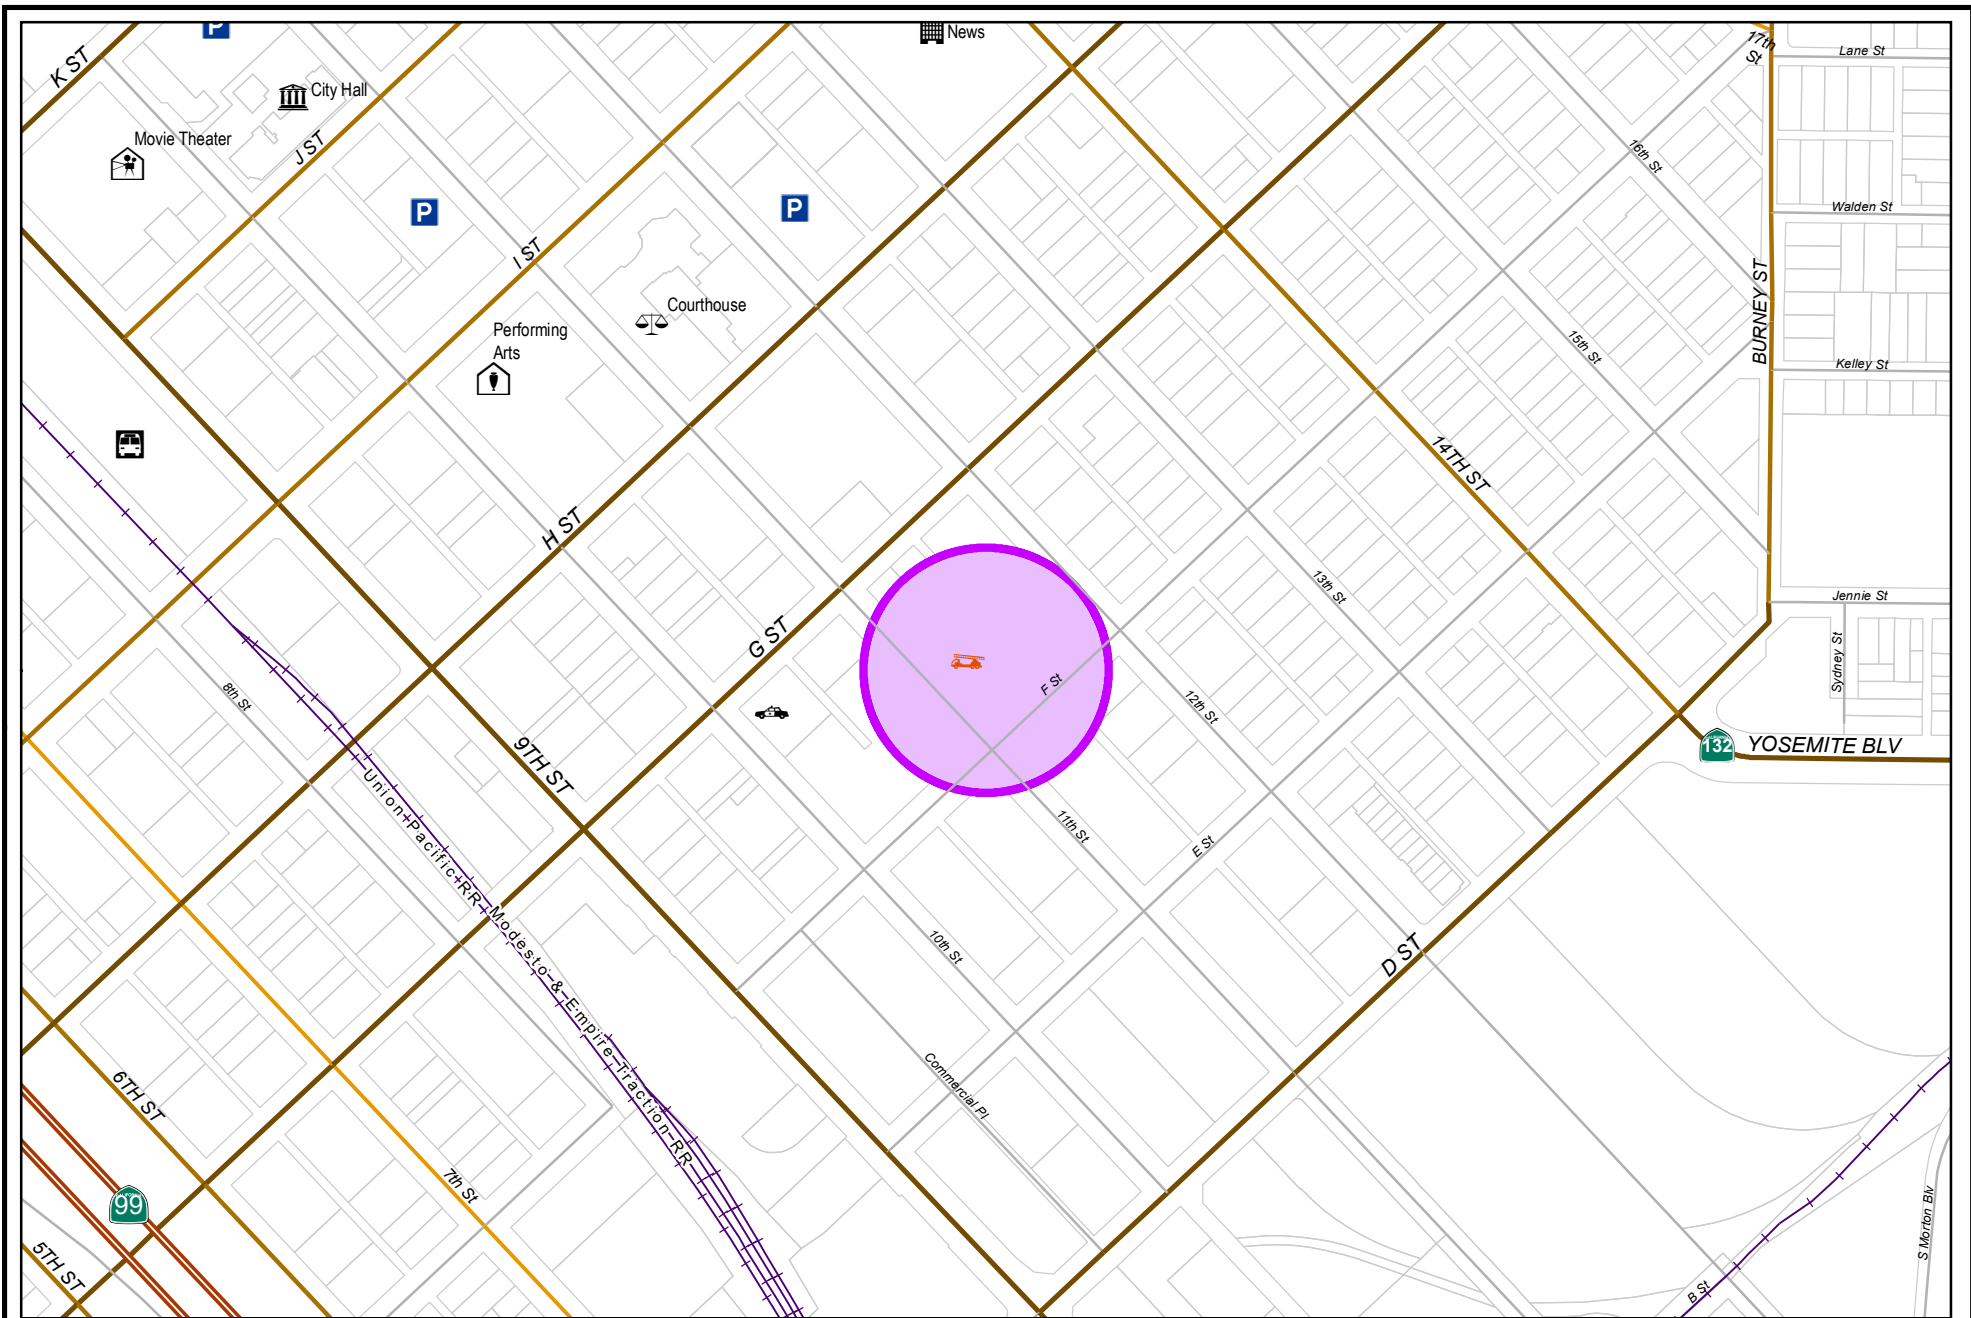 P
News
17th
St
Lane St
K ST
City Hall
Movie Theater
J ST
16th St
P
P
Walden St
I ST
Courthouse
BURNEY ST
Performing
Arts
15th St
Kelley St
14TH ST
H ST
13th St
Jennie St
G ST
Sydney St
F St
8th St
12th St
132
YOSEMITE BLV
9TH ST
Union Pacific RR
11th St
E St
10th St
D ST
Modesto & Empire Traction RR
Commercial Pl
6TH ST
7th St
99
S Morton Blv
5TH ST
B St